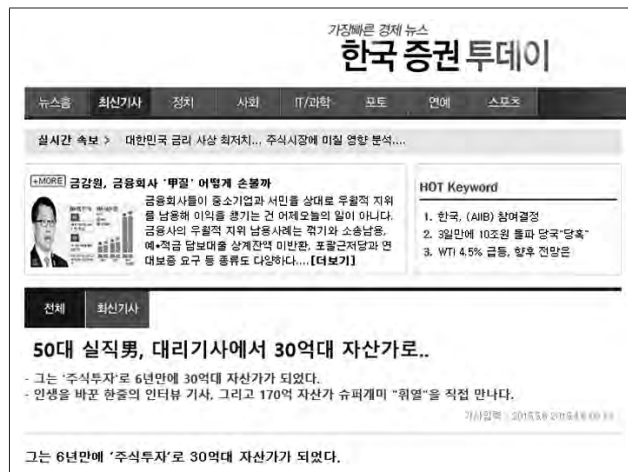 가장빠른 경제 뉴스
한국 증권 투데이
뉴스홈 최신기사 정치 사회 IT/과학 포토 연예 스포츠
실시간 속보 > 대한민국 금리 사상 최저치... 주식시장에 미칠 영향 분석....
+MORE 금감원, 금융회사 '甲질' 어떻게 손볼까
금융회사들이 중소기업과 서민을 상대로 우월적 지위
를 남용해 이익을 챙기는 건 어제오늘의 일이 아니다.
금융사의 우월적 지위 남용사례는 꺾기와 소송남용,
예•적금 담보대출 상계잔액 미반환, 포괄근저당과 연
대보증 요구 등 종류도 다양하다....[더보기]
HOT Keyword
1. 한국, (AIIB) 참여결정
2. 3일만에 10조원 돌파 당국"당혹"
3. WTI 4.5% 급등, 향후 전망은
전체 최신기사
50대 실직男, 대리기사에서 30억대 자산가로..
- 그는 '주식투자'로 6년만에 30억대 자산가가 되었다.
- 인생을 바꾼 한줄의 인터뷰 기사, 그리고 170억 자산가 슈퍼개미 "휘열"을 직접 만나다.
기사입력 :
그는 6년만에 '주식투자'로 30억대 자산가가 되었다.